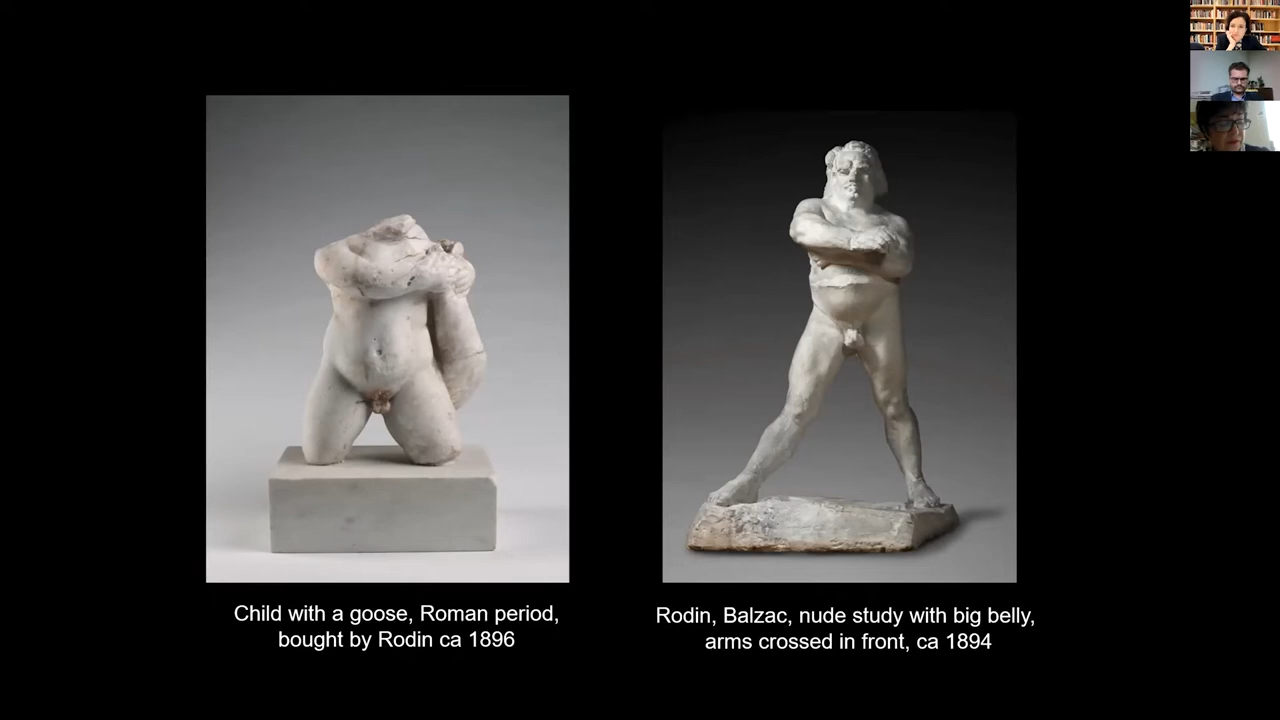 Child with a goose, Roman period,
bought by Rodin ca 1896
Rodin, Balzac, nude study with big belly,
arms crossed in front, ca 1894